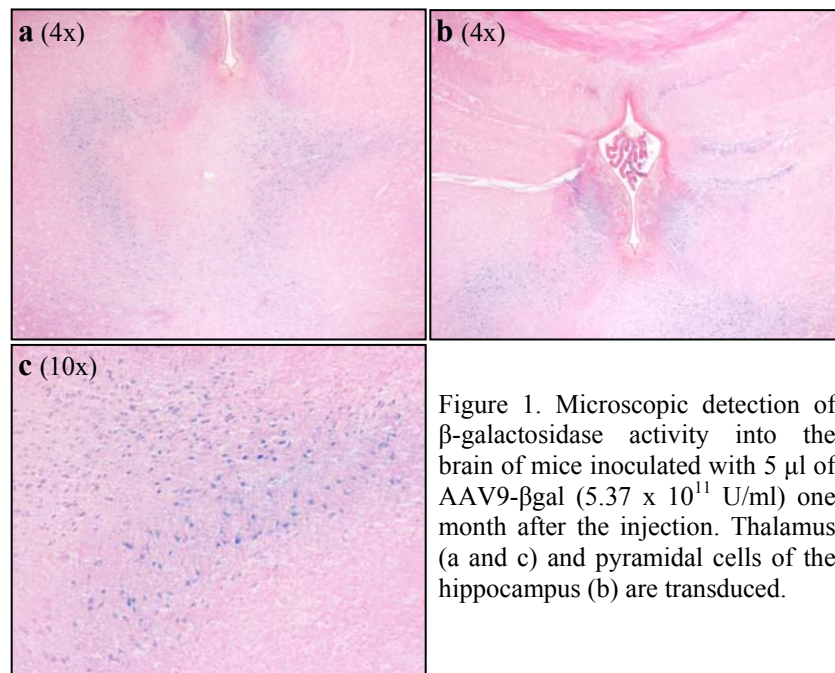 a (4x)
b (4x)
c (10x)
Figure 1. Microscopic detection of
β-galactosidase activity into the
brain of mice inoculated with 5 μl of
AAV9-βgal (5.37 x 10¹¹ U/ml) one
month after the injection. Thalamus
(a and c) and pyramidal cells of the
hippocampus (b) are transduced.